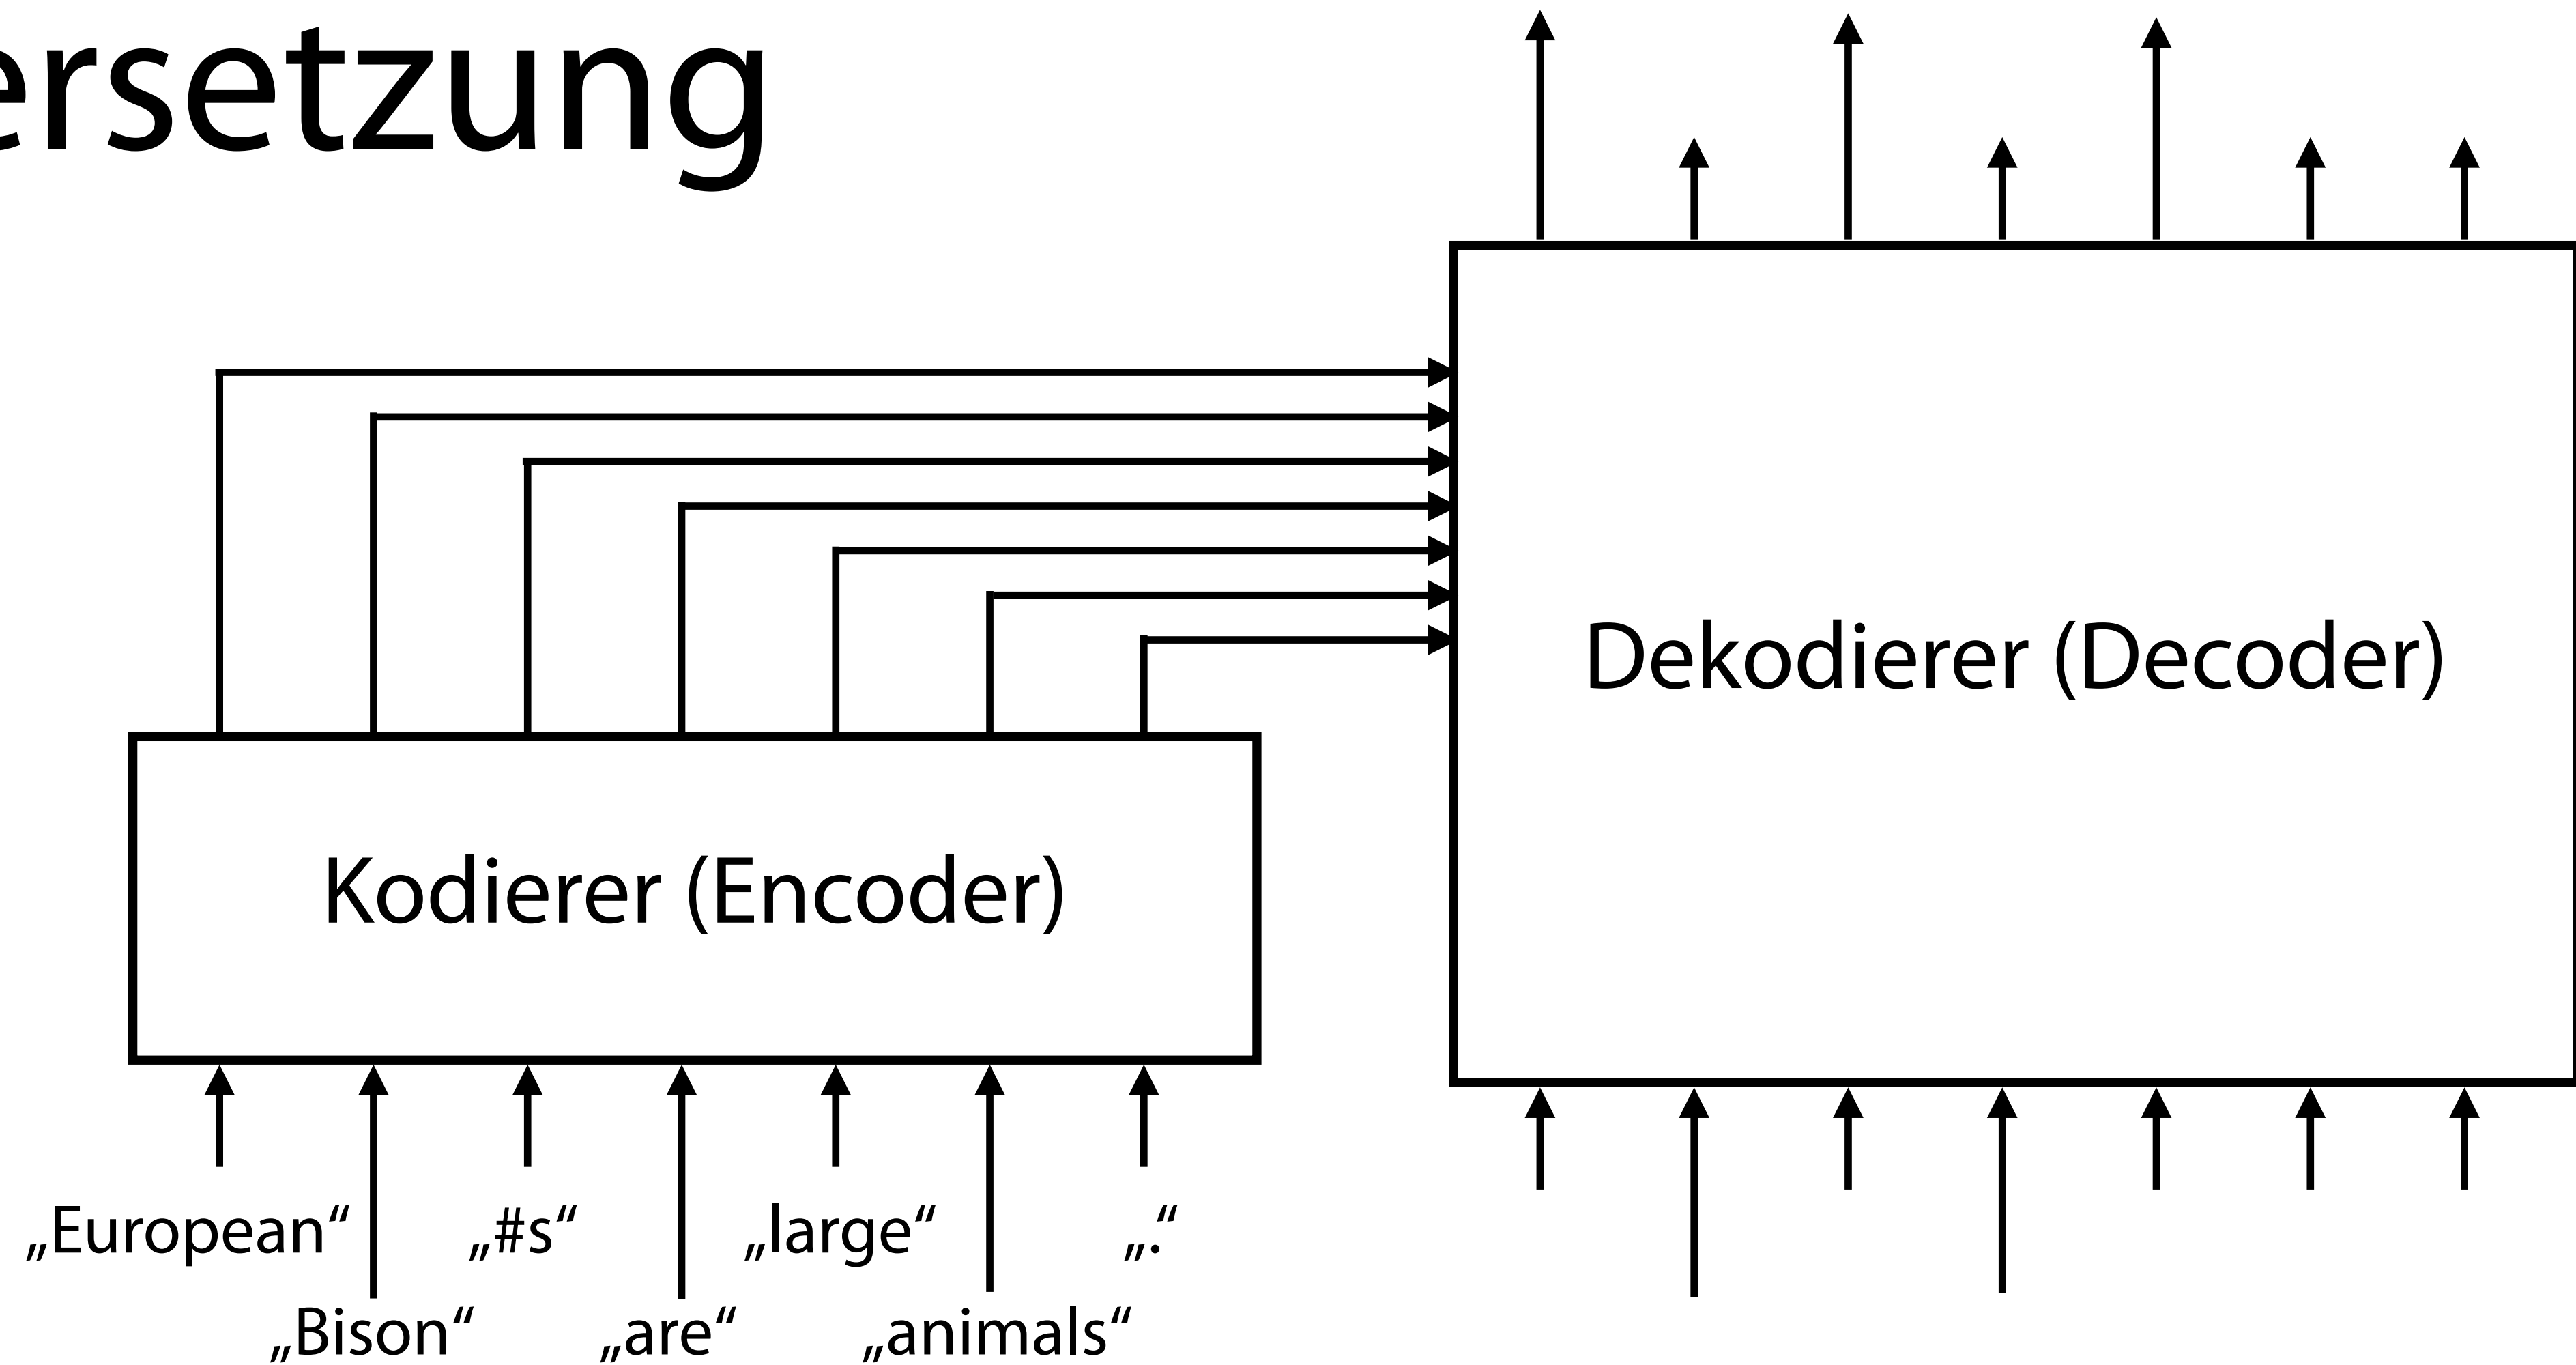 ersetzung
Dekodierer (Decoder)
Kodierer (Encoder)
„European“ „#s“ „large“ „.“
„Bison“ „are“ „animals“